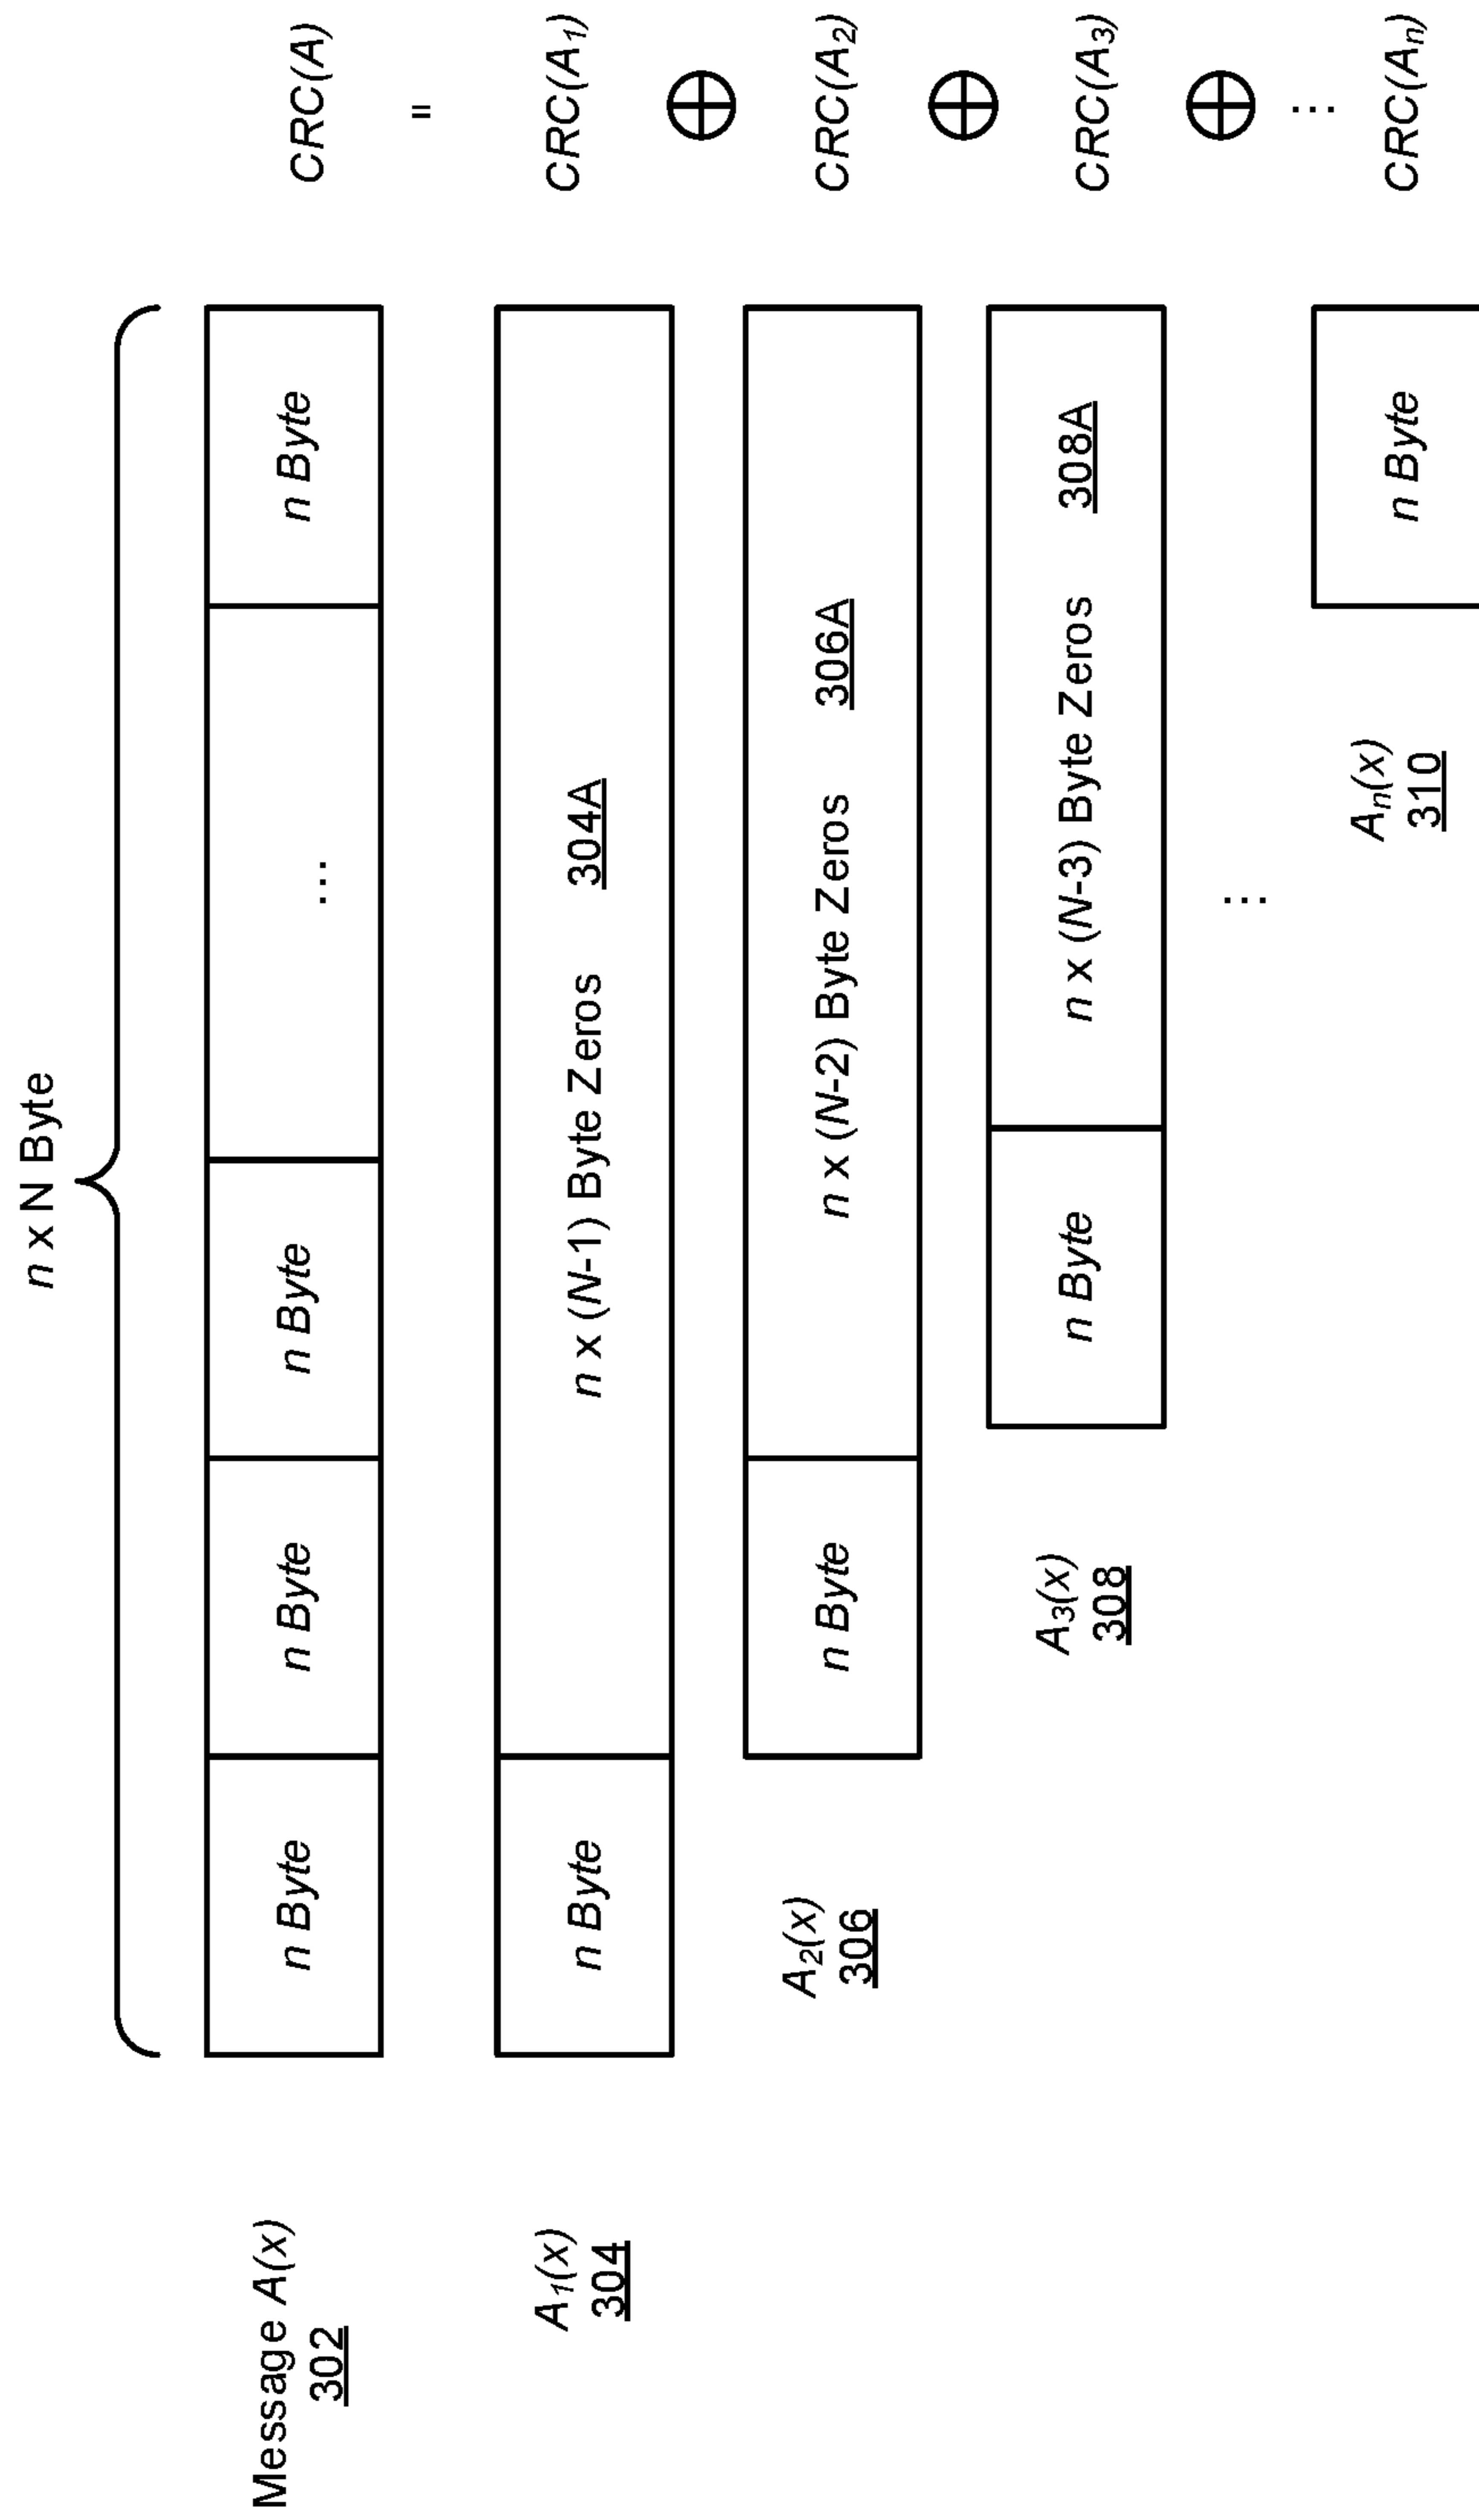 n x N Byte
Message A(x)
302
n Byte
n Byte
n Byte
...
n Byte
CRC(A)
=
A1(x)
304
n Byte
n x (N-1) Byte Zeros 304A
CRC(A1)
⊕
A2(x)
306
n Byte
n x (N-2) Byte Zeros 306A
CRC(A2)
⊕
A3(x)
308
n Byte
n x (N-3) Byte Zeros 308A
CRC(A3)
⊕
...
...
An(x)
310
n Byte
CRC(An)